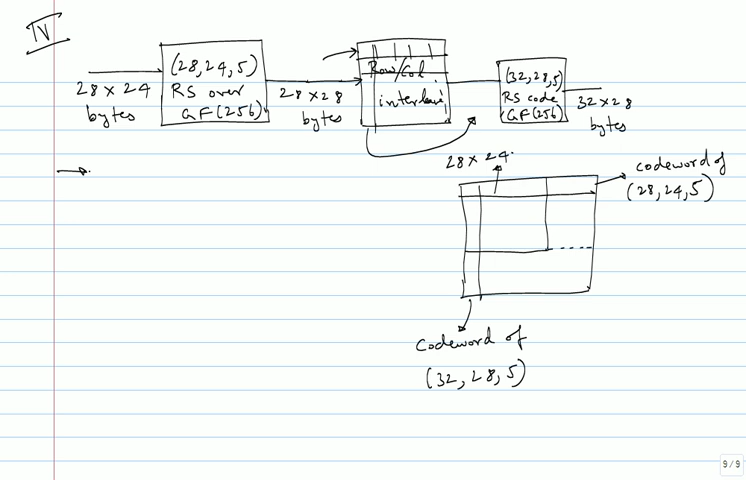 IV
28 × 24
bytes
(28,24,5)
RS over
GF(256)
28 × 28
bytes
Row/Col
interleave
(32,28,5)
RS code
GF(256)
32 × 28
bytes
28 × 24.
codeword of
(28,24,5)
Codeword of
(32,28,5)
9/9